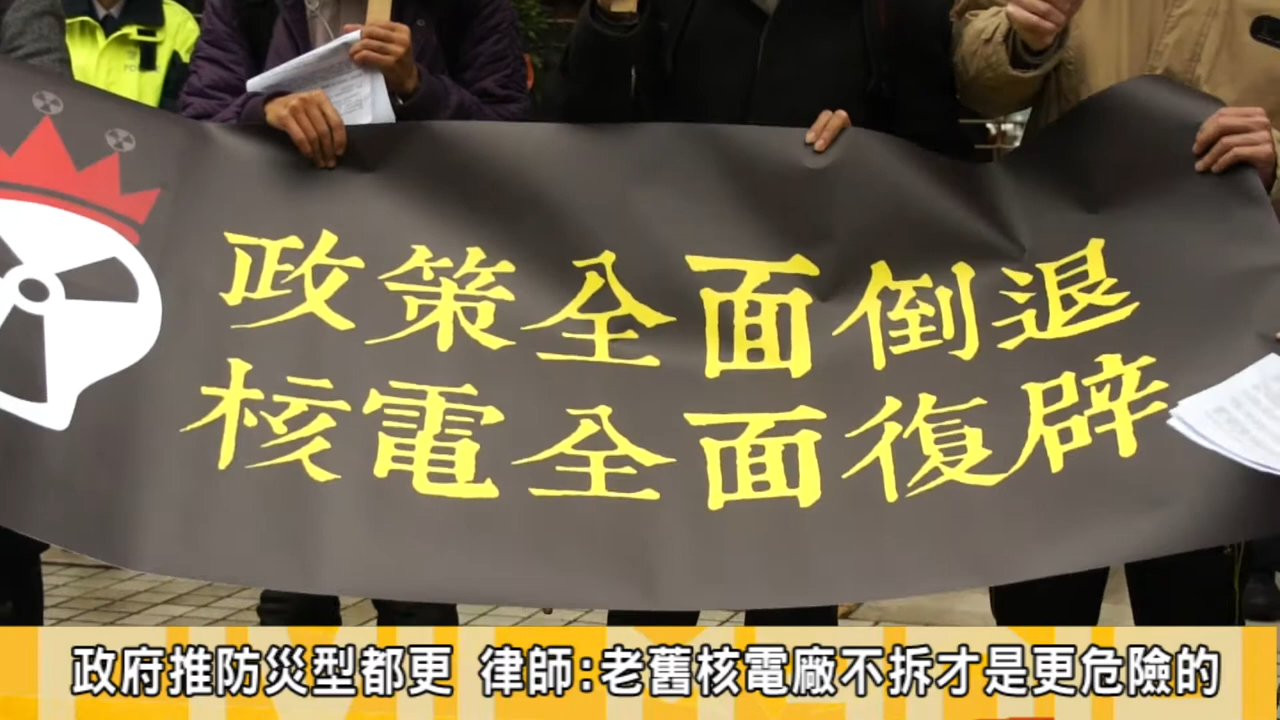 政策全面倒退
核電全面復辟
政府推防災型都更 律師:老舊核電廠不拆才是更危險的